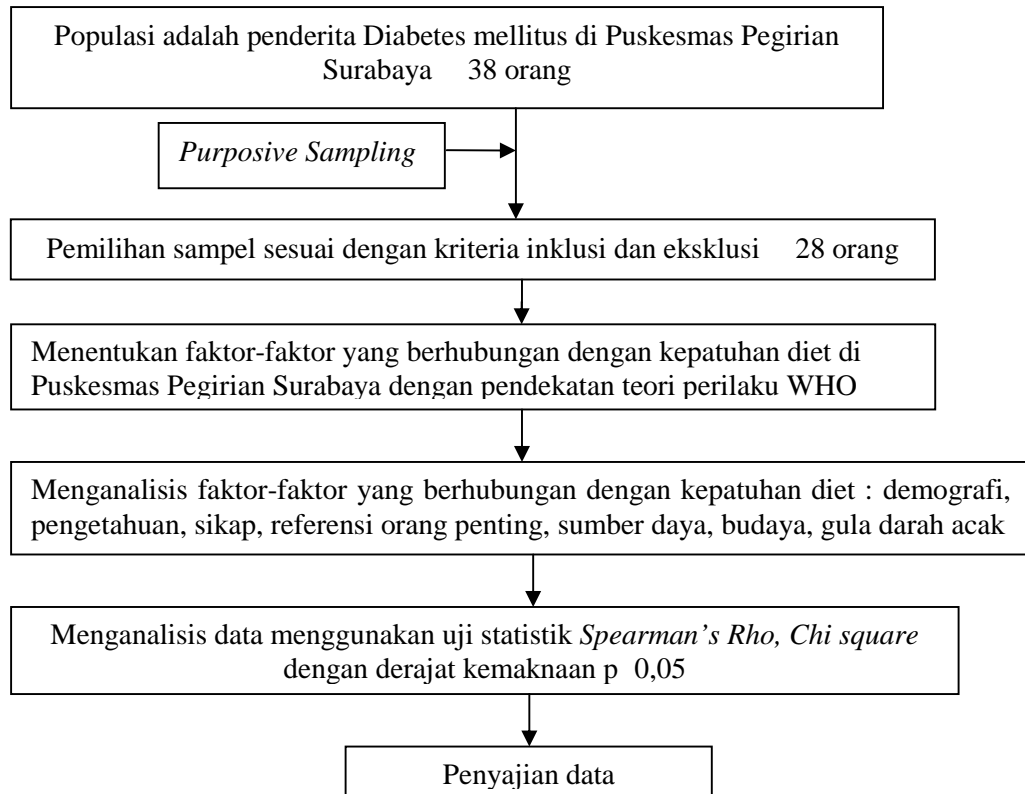 Populasi adalah penderita Diabetes mellitus di Puskesmas Pegirian
Surabaya 38 orang
Purposive Sampling
Pemilihan sampel sesuai dengan kriteria inklusi dan eksklusi 28 orang
Menentukan faktor-faktor yang berhubungan dengan kepatuhan diet di
Puskesmas Pegirian Surabaya dengan pendekatan teori perilaku WHO
Menganalisis faktor-faktor yang berhubungan dengan kepatuhan diet : demografi,
pengetahuan, sikap, referensi orang penting, sumber daya, budaya, gula darah acak
Menganalisis data menggunakan uji statistik Spearman’s Rho, Chi square
dengan derajat kemaknaan p 0,05
Penyajian data